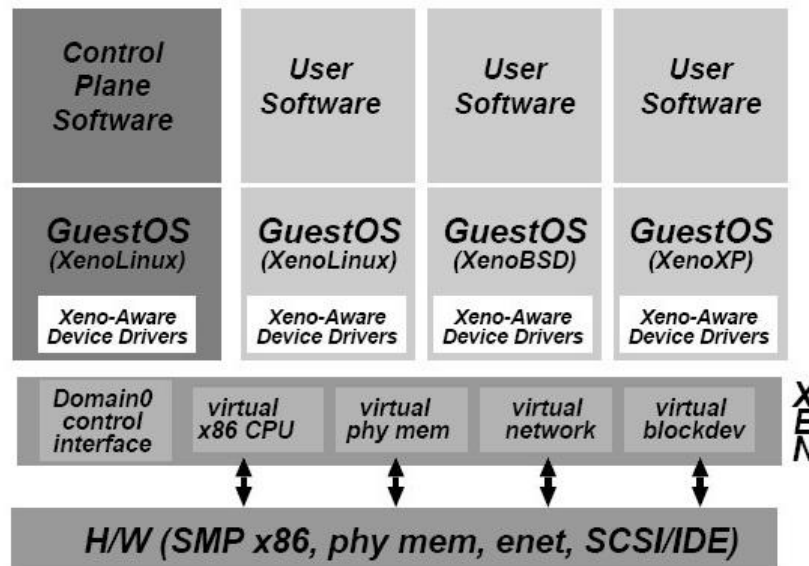 Control
Plane
Software
User
Software
User
Software
User
Software
GuestOS
(XenoLinux)
GuestOS
(XenoLinux)
GuestOS
(XenoBSD)
GuestOS
(XenoXP)
Xeno-Aware
Device Drivers
Xeno-Aware
Device Drivers
Xeno-Aware
Device Drivers
Xeno-Aware
Device Drivers
Domain0
control
interface
virtual
x86 CPU
virtual
phy mem
virtual
network
virtual
blockdev
X
E
N
H/W (SMP x86, phy mem, enet, SCSI/IDE)